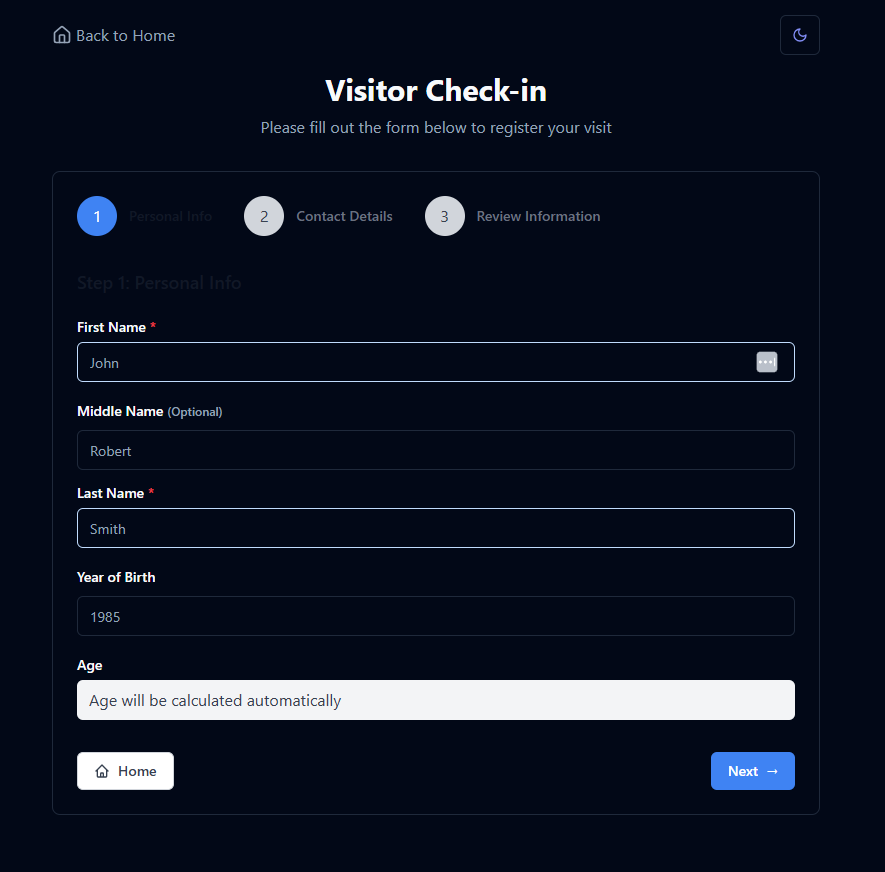 Back to Home
Visitor Check-in
Please fill out the form below to register your visit
1 Personal Info 2 Contact Details 3 Review Information
Step 1: Personal Info
First Name *
John
Middle Name (Optional)
Robert
Last Name *
Smith
Year of Birth
1985
Age
Age will be calculated automatically
Home Next →